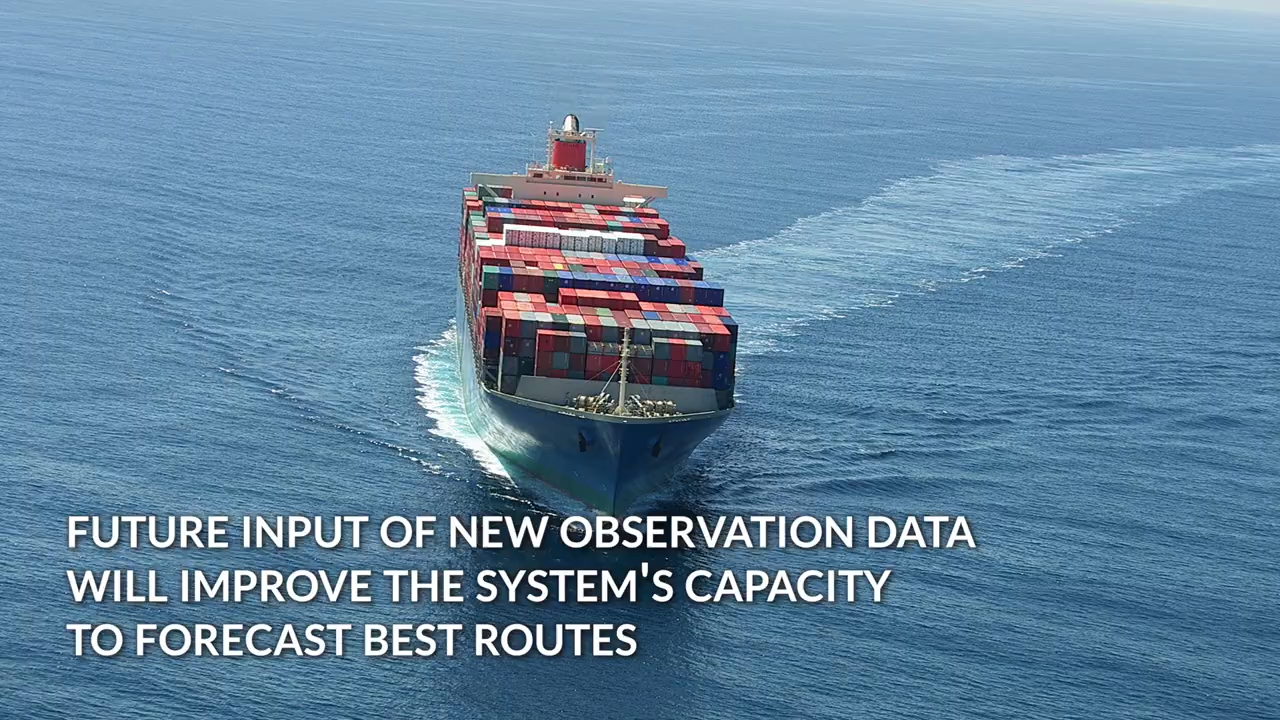 FUTURE INPUT OF NEW OBSERVATION DATA
WILL IMPROVE THE SYSTEM'S CAPACITY
TO FORECAST BEST ROUTES